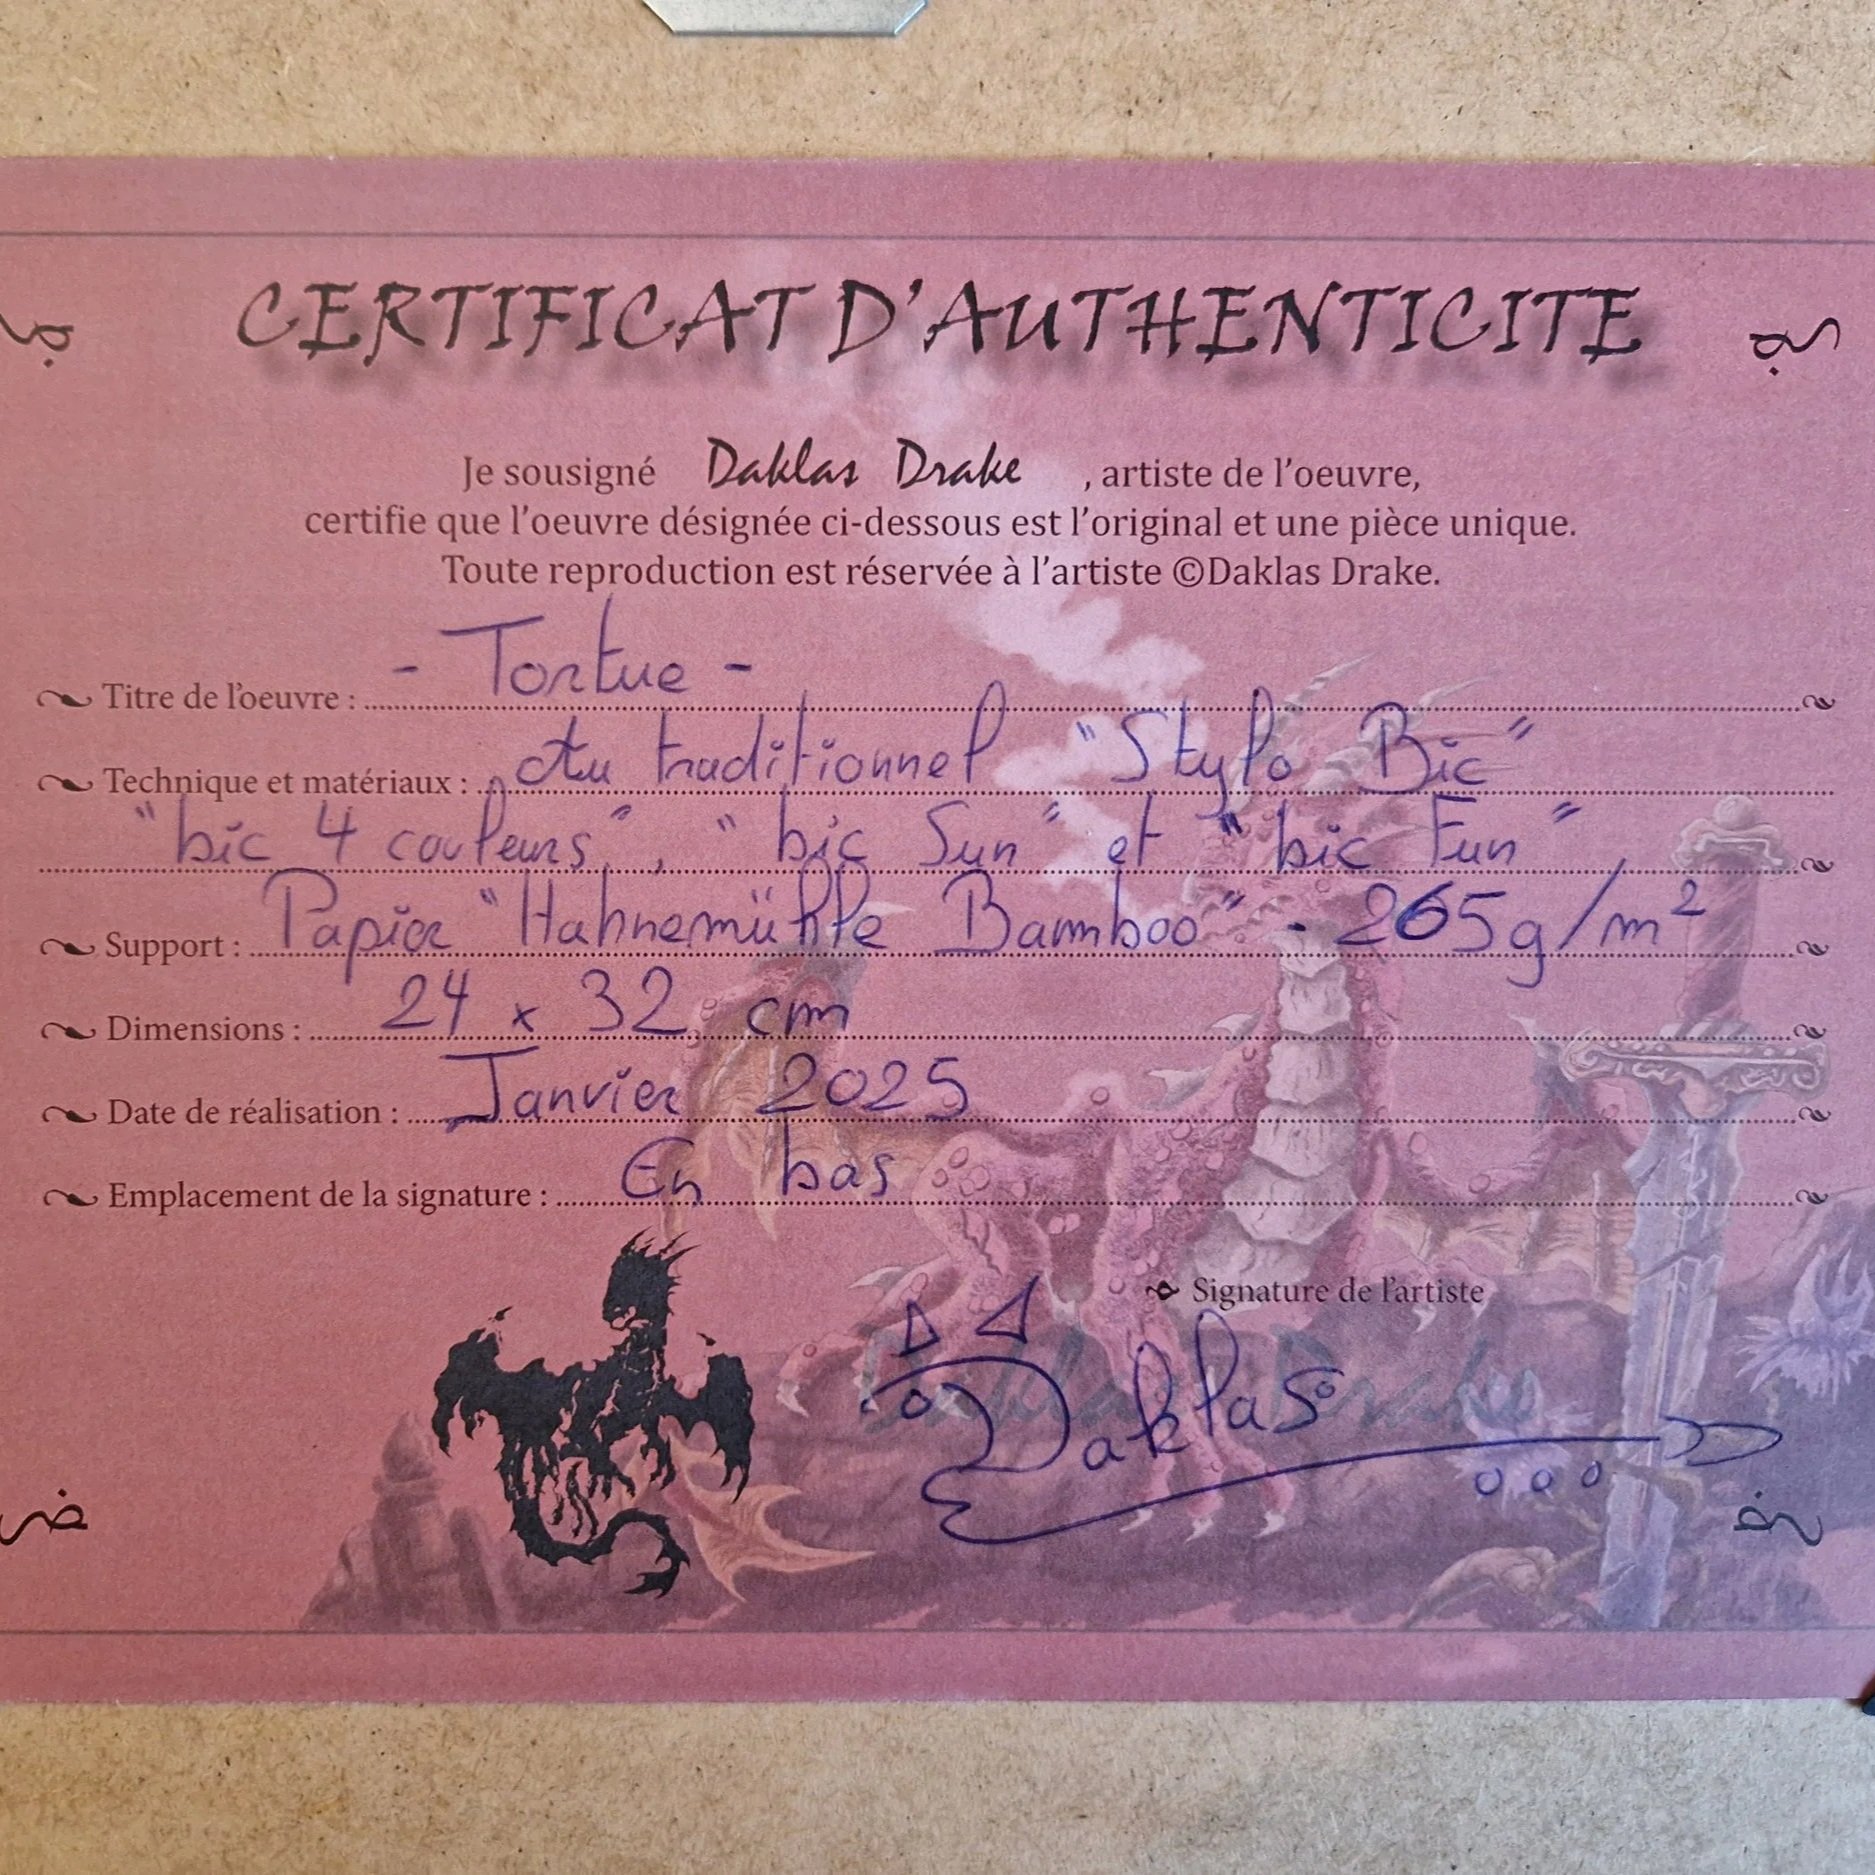 CERTIFICAT D'AUTHENTICITE
Je sousigné Daklas Drake , artiste de l'oeuvre,
certifie que l'oeuvre désignée ci-dessous est l'original et une pièce unique.
Toute reproduction est réservée à l'artiste ©Daklas Drake.
Titre de l'oeuvre : - Tortue -
Technique et matériaux : Au traditionnel "Stylo Bic"
"bic 4 couleurs", "bic Sun" et "bic Fun"
Support : Papier "Hahnemühle Bamboo" - 265g/m²
Dimensions : 24 x 32 cm
Date de réalisation : Janvier 2025
Emplacement de la signature : En bas
Signature de l'artiste
Daklas Drake
Daklas